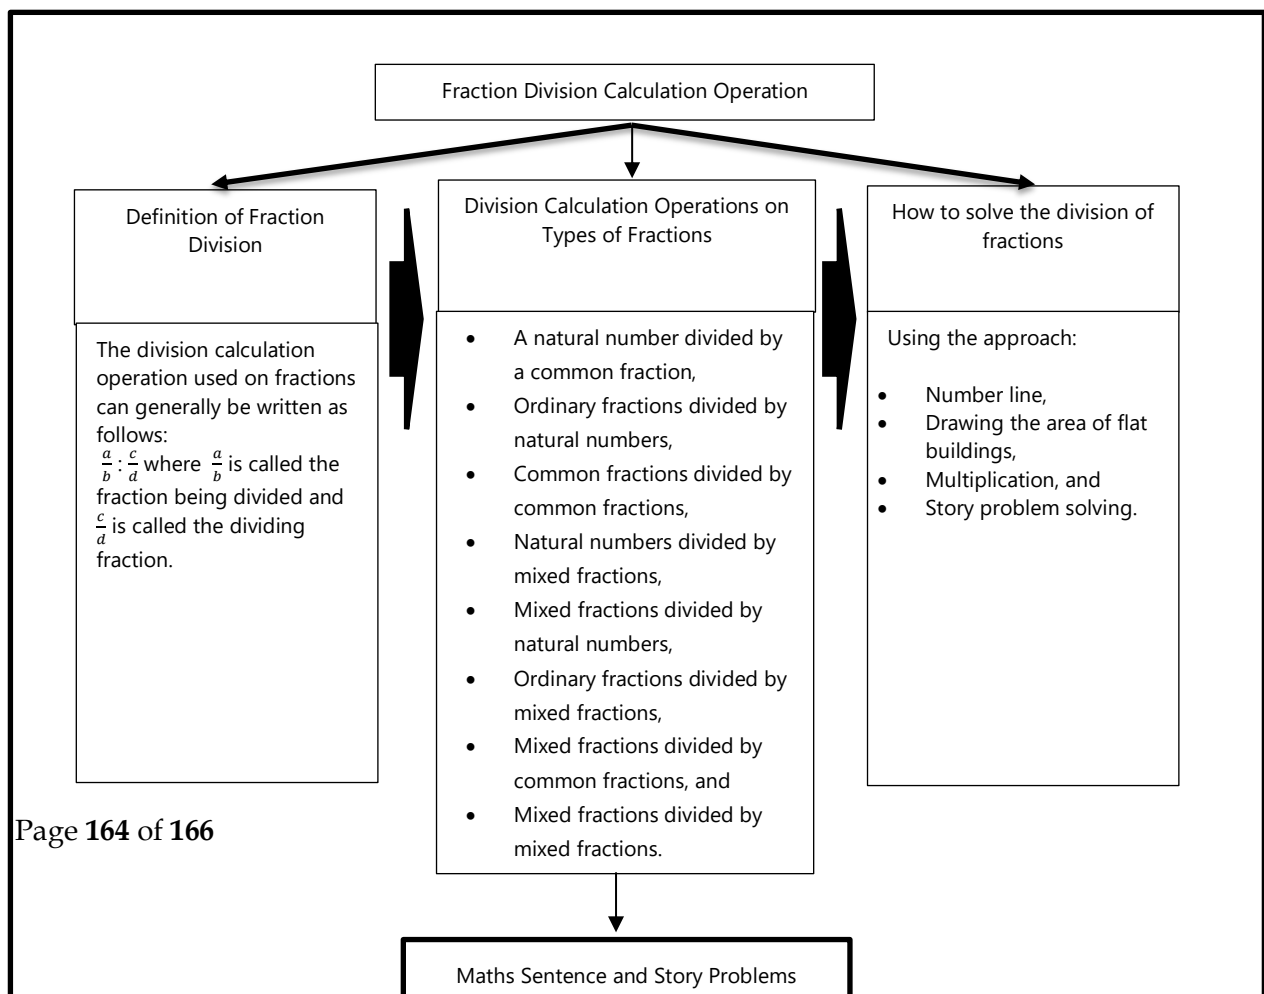 Fraction Division Calculation Operation
Definition of Fraction
Division
The division calculation
operation used on fractions
can generally be written as
follows:
a/b : c/d where a/b is called the
fraction being divided and
c/d is called the dividing
fraction.
Division Calculation Operations on
Types of Fractions
• A natural number divided by
a common fraction,
• Ordinary fractions divided by
natural numbers,
• Common fractions divided by
common fractions,
• Natural numbers divided by
mixed fractions,
• Mixed fractions divided by
natural numbers,
• Ordinary fractions divided by
mixed fractions,
• Mixed fractions divided by
common fractions, and
• Mixed fractions divided by
mixed fractions.
How to solve the division of
fractions
Using the approach:
• Number line,
• Drawing the area of flat
buildings,
• Multiplication, and
• Story problem solving.
Page 164 of 166
Maths Sentence and Story Problems